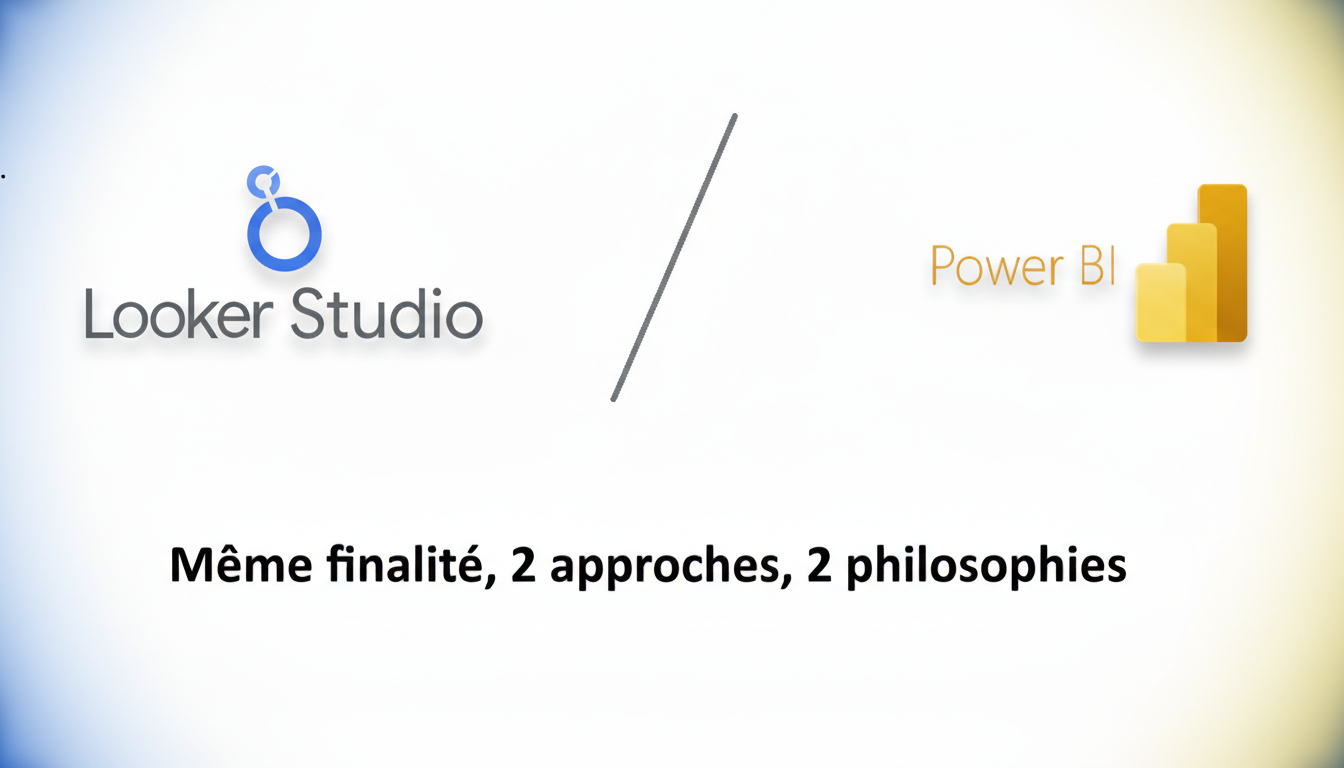 Looker Studio
Power BI
Même finalité, 2 approches, 2 philosophies